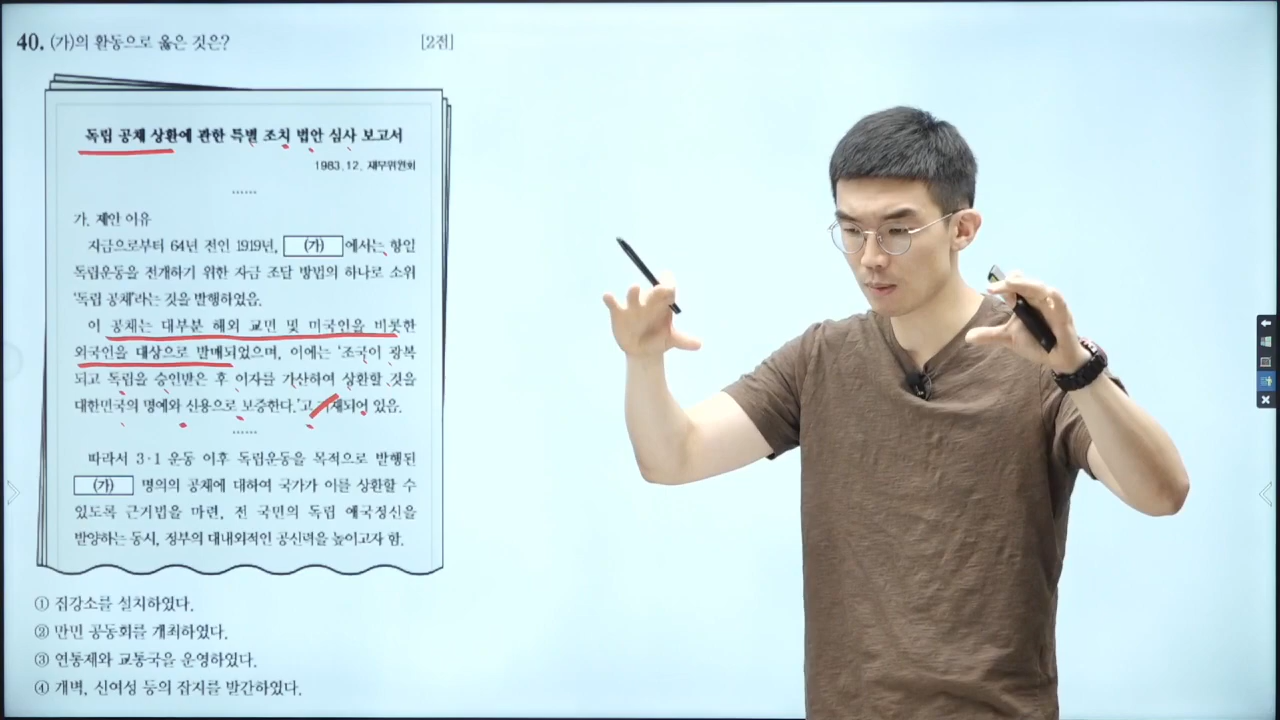 40. (가)의 활동으로 옳은 것은? [2점]
독립 공채 상환에 관한 특별 조치 법안 심사 보고서
1983.12. 재무위원회
······
가. 제안 이유
자금으로부터 64년 전인 1919년, (가) 에서는 항일
독립운동을 전개하기 위한 자금 조달 방법의 하나로 소위
'독립 공채'라는 것을 발행하였음.
이 공채는 대부분 해외 교민 및 미국인을 비롯한
외국인을 대상으로 발매되었으며, 이에는 '조국이 광복
되고 독립을 승인받은 후 이자를 가산하여 상환할 것을
대한민국의 명예와 신용으로 보증한다.'고 기재되어 있음.
······
따라서 3·1 운동 이후 독립운동을 목적으로 발행된
(가) 명의의 공채에 대하여 국가가 이를 상환할 수
있도록 근거법을 마련, 전 국민의 독립 애국정신을
발양하는 동시, 정부의 대내외적인 공신력을 높이고자 함.
① 집강소를 설치하였다.
② 만민 공동회를 개최하였다.
③ 연통제와 교통국을 운영하였다.
④ 개벽, 신여성 등의 잡지를 발간하였다.